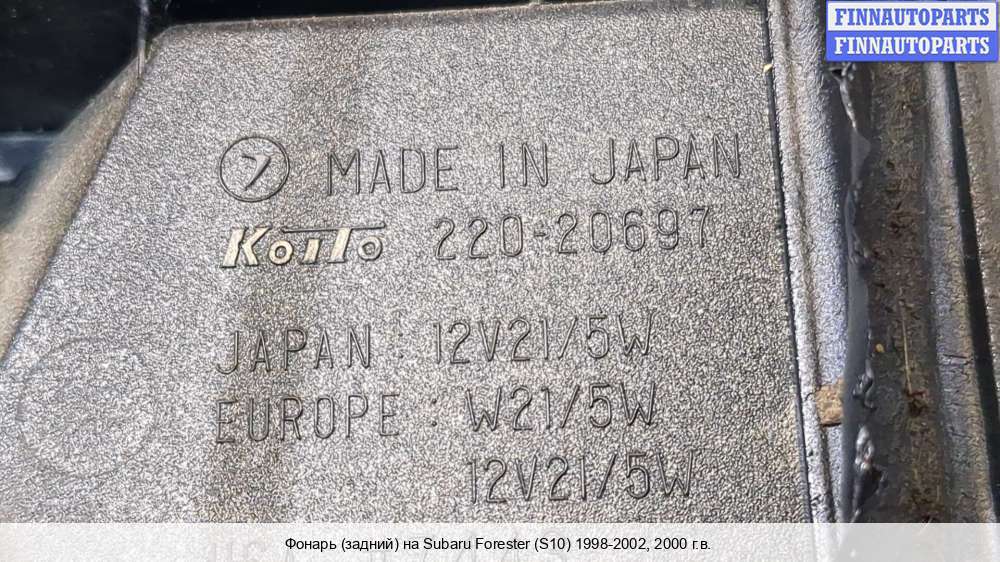 FINNAUTOPARTS
FINNAUTOPARTS
MADE IN JAPAN
KOITO 220-20697
JAPAN : 12V21/5W
EUROPE : W21/5W
12V21/5W
Фонарь (задний) на Subaru Forester (S10) 1998-2002, 2000 г.в.